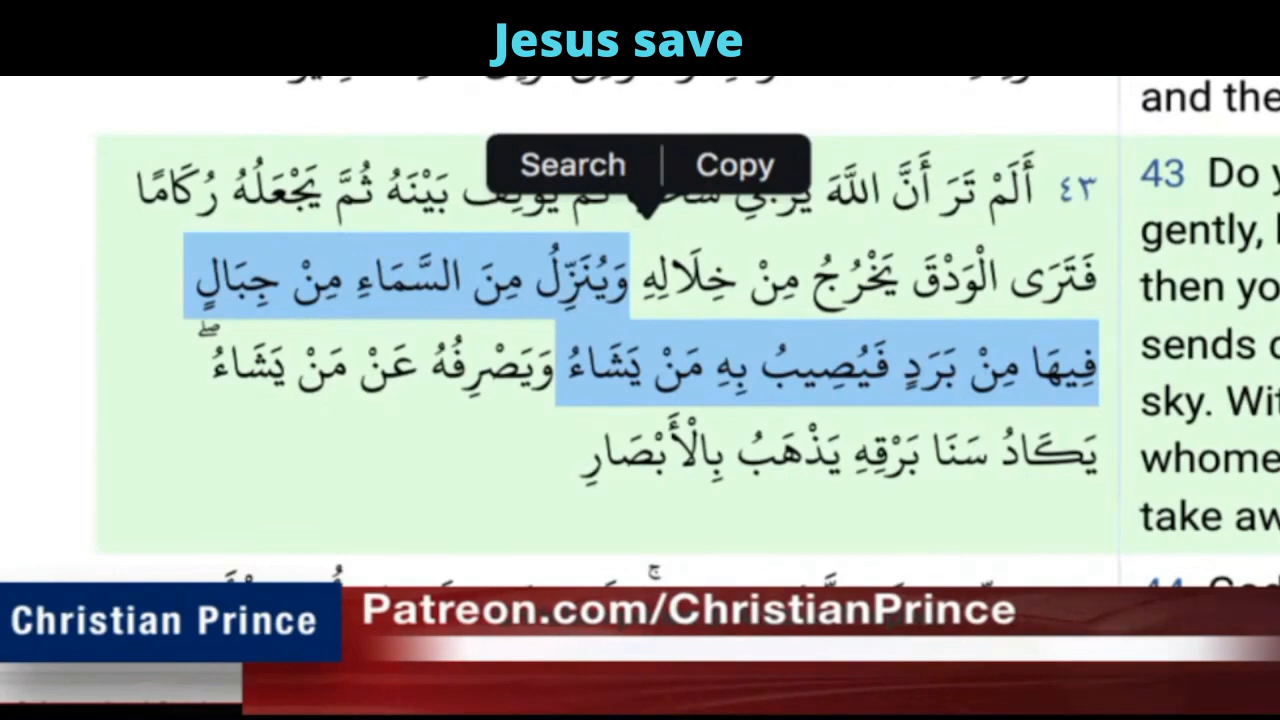 Jesus save
and the
Search Copy
٤٣ أَلَمْ تَرَ أَنَّ اللَّهَ بَيْنَهُ ثُمَّ يَجْعَلُهُ رُكَامًا
فَتَرَى الْوَدْقَ يَخْرُجُ مِنْ خِلَالِهِ وَيُنَزِّلُ مِنَ السَّمَاءِ مِنْ جِبَالٍ
فِيهَا مِنْ بَرَدٍ فَيُصِيبُ بِهِ مَنْ يَشَاءُ وَيَصْرِفُهُ عَنْ مَنْ يَشَاءُ ۖ
يَكَادُ سَنَا بَرْقِهِ يَذْهَبُ بِالْأَبْصَارِ
43 Do y
gently,
then yo
sends
sky. Wit
whome
take aw
Christian Prince
Patreon.com/ChristianPrince